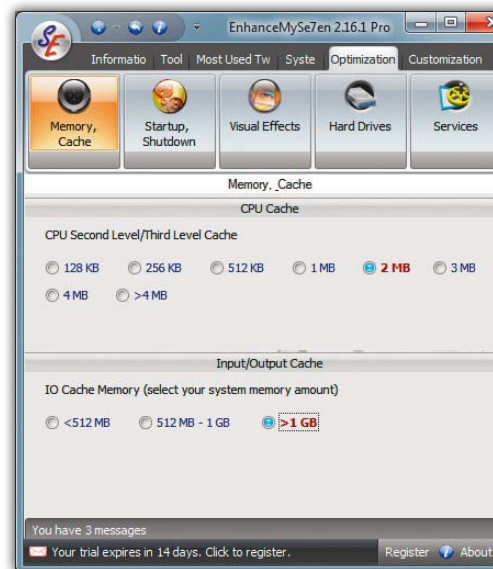 SE EnhanceMySe7en 2.16.1 Pro
Informatio Tool Most Used Tw Syste Optimization Customization
Memory, Cache
Startup, Shutdown
Visual Effects
Hard Drives
Services
Memory, Cache
CPU Cache
CPU Second Level/Third Level Cache
128 KB 256 KB 512 KB 1 MB 2 MB 3 MB
4 MB >4 MB
Input/Output Cache
IO Cache Memory (select your system memory amount)
<512 MB 512 MB - 1 GB >1 GB
You have 3 messages
Your trial expires in 14 days. Click to register. Register About